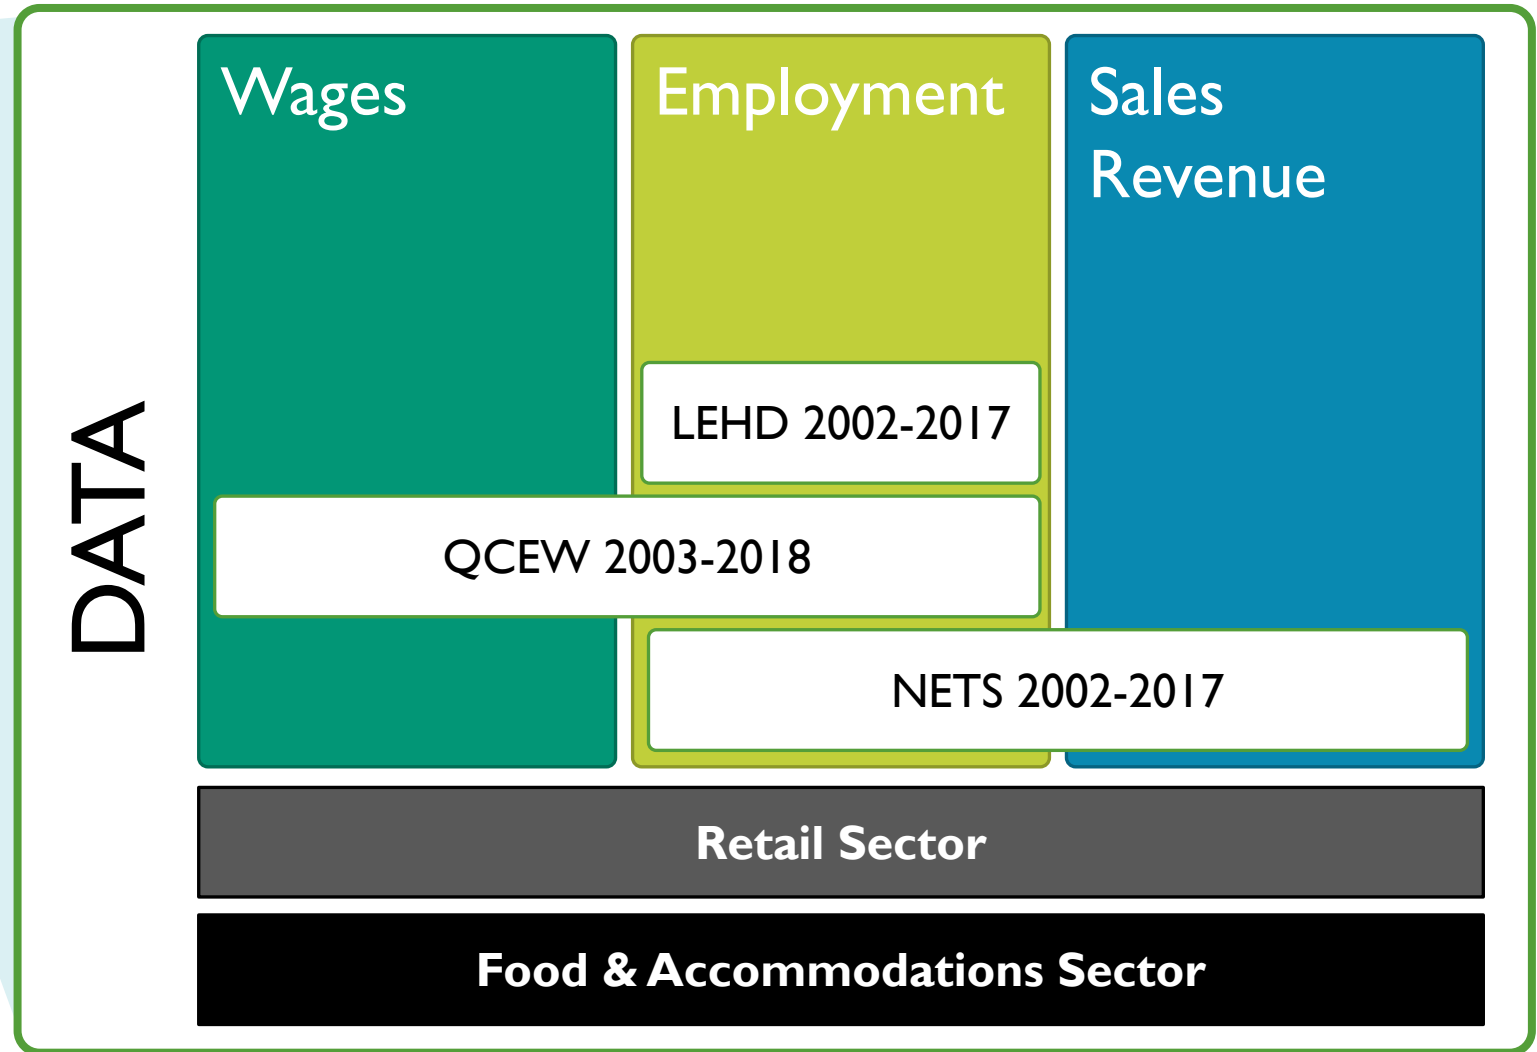 DATA
Wages
Employment
Sales
Revenue
LEHD 2002-2017
QCEW 2003-2018
NETS 2002-2017
Retail Sector
Food & Accommodations Sector